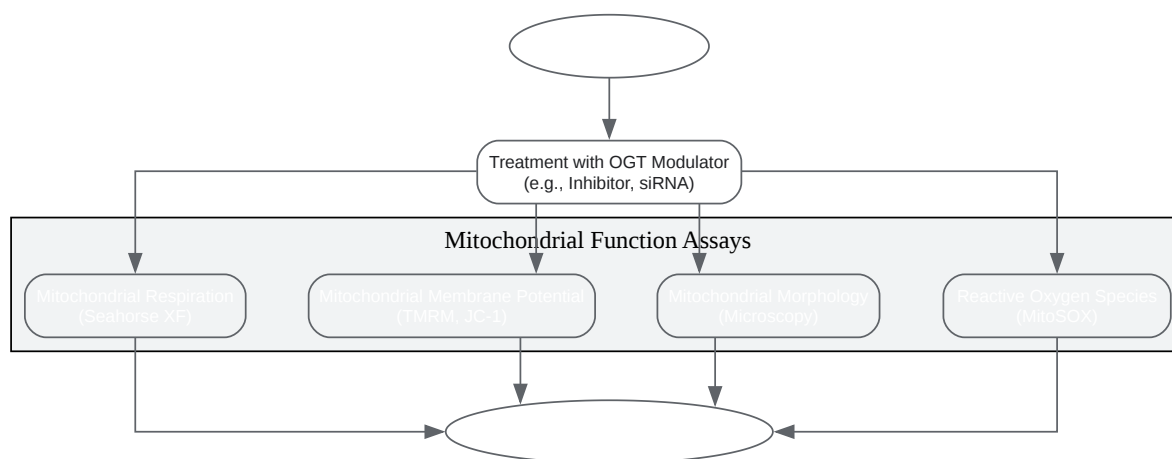 Treatment with OGT Modulator
(e.g., Inhibitor, siRNA)
Mitochondrial Function Assays
Mitochondrial Respiration
(Seahorse XF)
Mitochondrial Membrane Potential
(TMRM, JC-1)
Mitochondrial Morphology
(Microscopy)
Reactive Oxygen Species
(MitoSOX)